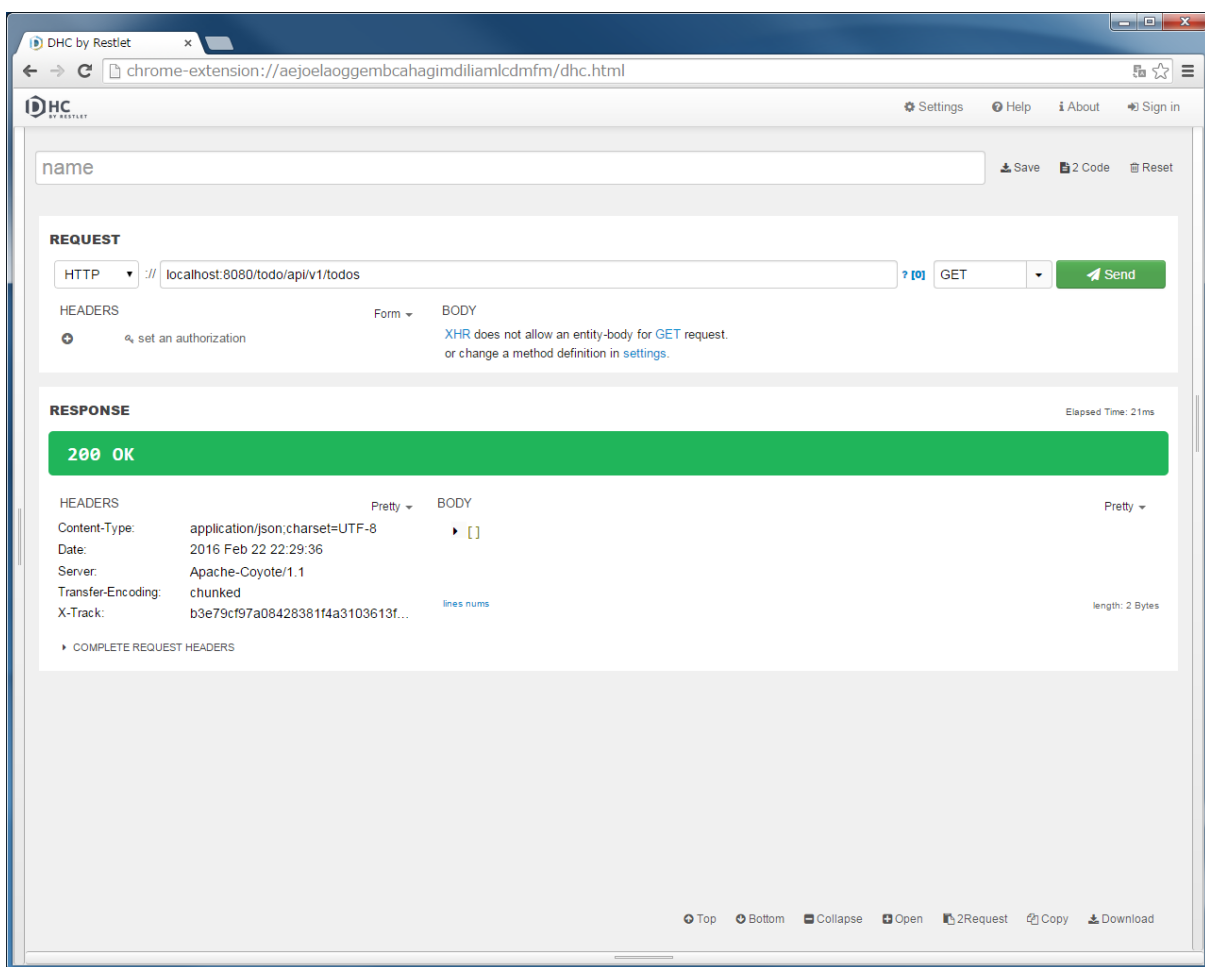 DHC by Restlet
chrome-extension://aejoelaoggembcahagimdiliamlcdmfm/dhc.html
DHC
BY RESTLET
Settings Help About Sign in
name
Save 2 Code Reset
REQUEST
HTTP :// localhost:8080/todo/api/v1/todos ? [0] GET Send
HEADERS Form BODY
set an authorization
XHR does not allow an entity-body for GET request.
or change a method definition in settings.
RESPONSE
Elapsed Time: 21ms
200 OK
HEADERS Pretty BODY Pretty
Content-Type: application/json;charset=UTF-8
[]
Date: 2016 Feb 22 22:29:36
Server: Apache-Coyote/1.1
Transfer-Encoding: chunked
X-Track: b3e79cf97a08428381f4a3103613f...
lines nums
length: 2 Bytes
COMPLETE REQUEST HEADERS
Top Bottom Collapse Open 2Request Copy Download